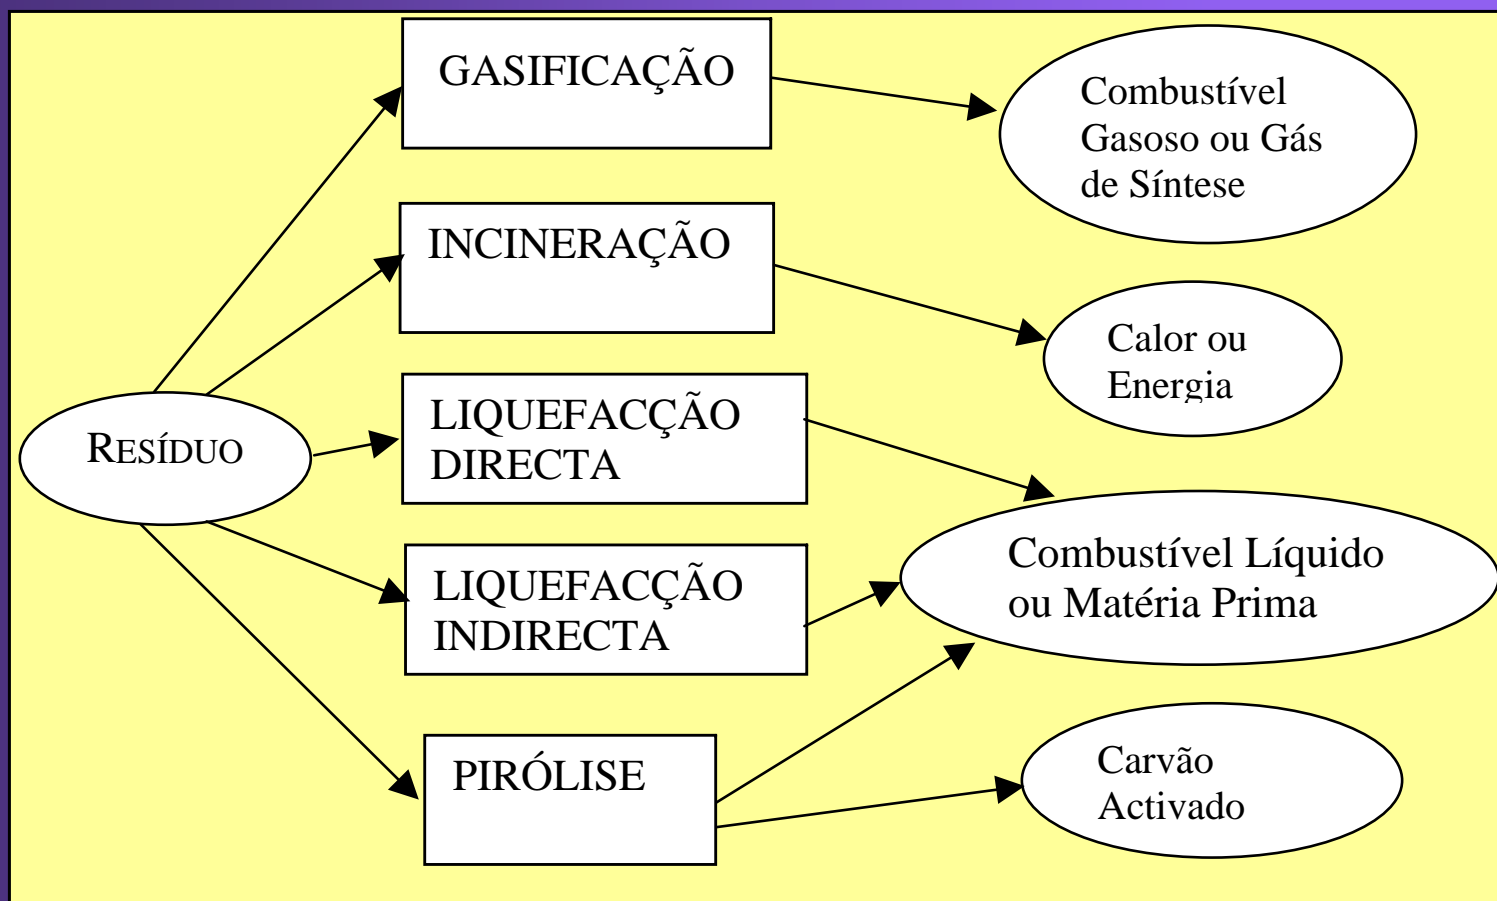 GASIFICAÇÃO
Combustível
Gasoso ou Gás
de Síntese
INCINERAÇÃO
Calor ou
Energia
RESÍDUO
LIQUEFACÇÃO
DIRECTA
LIQUEFACÇÃO
INDIRECTA
Combustível Líquido
ou Matéria Prima
PIRÓLISE
Carvão
Activado